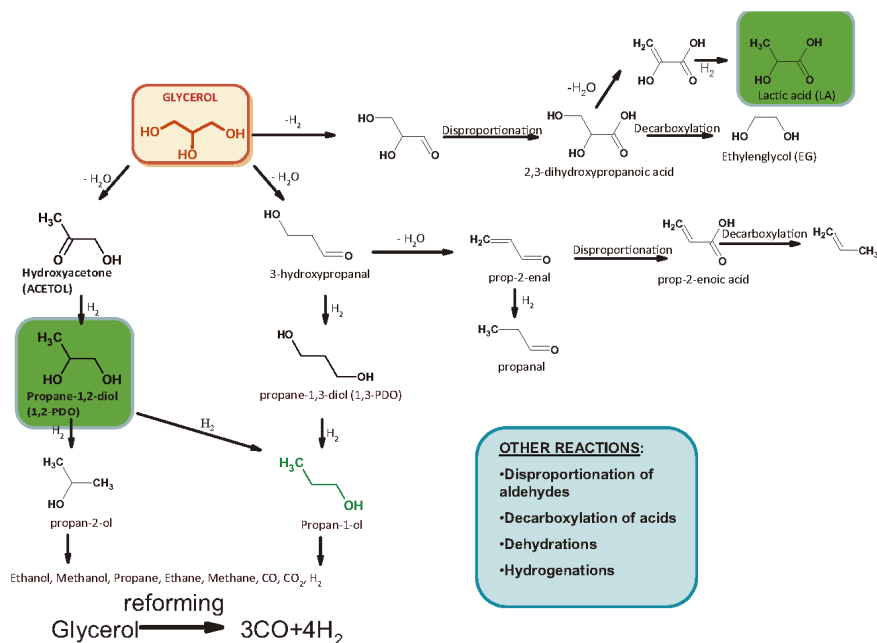 GLYCEROL
HO
OH
HO
-H2
HO
HO
O
Disproportionation
HO
OH
HO
O
2,3-dihydroxypropanoic acid
-H2O
H2C
OH
HO
O
H2
H3C
OH
HO
O
Lactic acid (LA)
Decarboxylation
HO
OH
Ethylenglycol (EG)
- H2O
- H2O
H3C
O
OH
Hydroxyacetone
(ACETOL)
HO
O
3-hydroxypropanal
- H2O
H2C
O
prop-2-enal
Disproportionation
H2C
OH
O
prop-2-enoic acid
Decarboxylation
H2C
CH3
H2
H2
H2
H3C
O
propanal
H3C
HO
OH
Propane-1,2-diol
(1,2-PDO)
HO
OH
propane-1,3-diol (1,3-PDO)
H2
H2
H2
H3C
CH3
HO
propan-2-ol
H3C
OH
Propan-1-ol
OTHER REACTIONS:
•Disproportionation of
aldehydes
•Decarboxylation of acids
•Dehydrations
•Hydrogenations
Ethanol, Methanol, Propane, Ethane, Methane, CO, CO2, H2
reforming
Glycerol 3CO+4H2